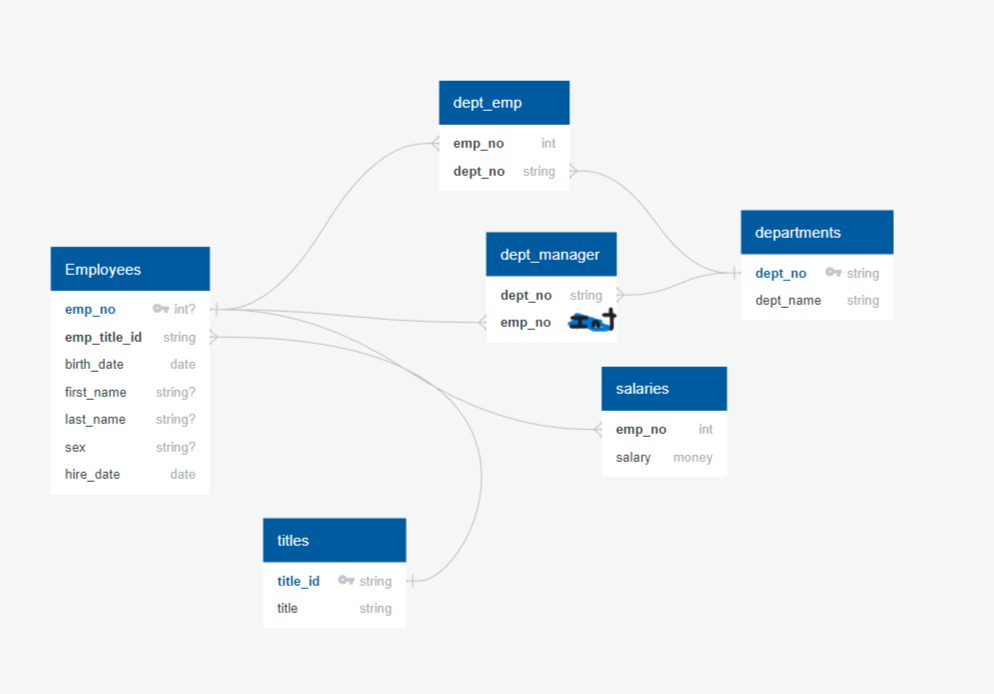 dept_emp
emp_no int
dept_no string
Employees
emp_no int?
emp_title_id string
birth_date date
first_name string?
last_name string?
sex string?
hire_date date
dept_manager
dept_no string
emp_no Int
departments
dept_no string
dept_name string
salaries
emp_no int
salary money
titles
title_id string
title string